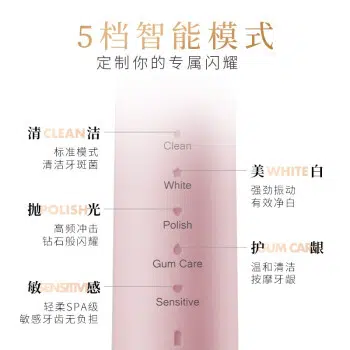 5档智能模式
定制你的专属闪耀
清CLEAN洁
标准模式
清洁牙斑菌
Clean
美WHITE白
强劲振动
有效净白
White
抛POLISH光
高频冲击
钻石般闪耀
Polish
护GUM CARE龈
温和清洁
按摩牙龈
Gum Care
敏SENSITIVE感
轻柔SPA级
敏感牙齿无负担
Sensitive